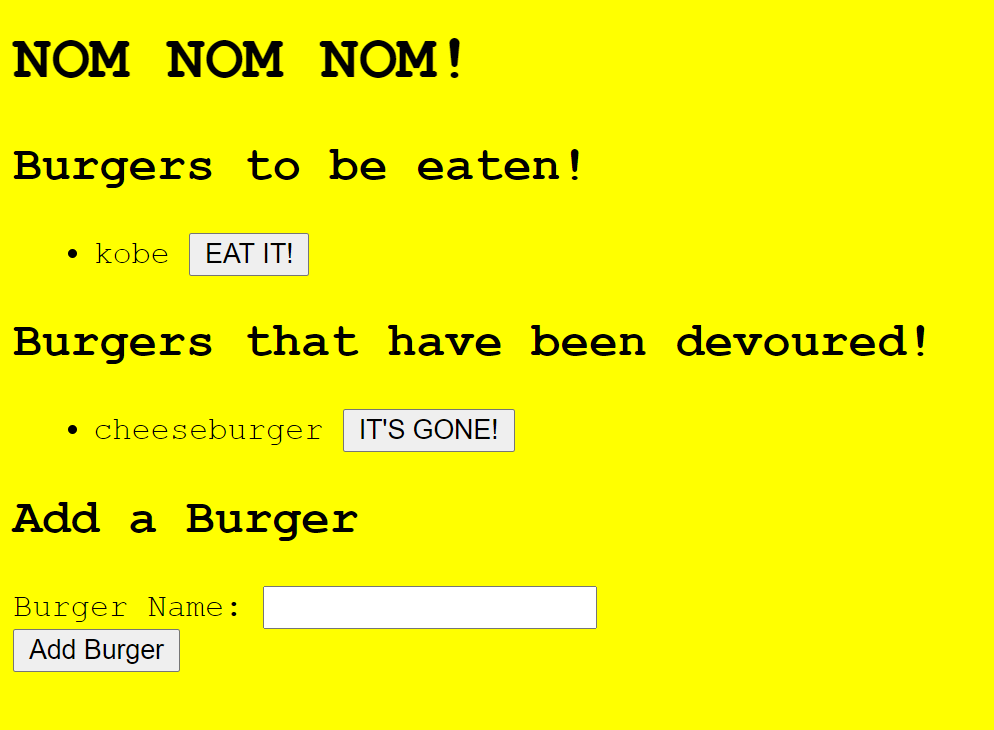 NOM NOM NOM!
Burgers to be eaten!
• kobe EAT IT!
Burgers that have been devoured!
• cheeseburger IT'S GONE!
Add a Burger
Burger Name:
Add Burger